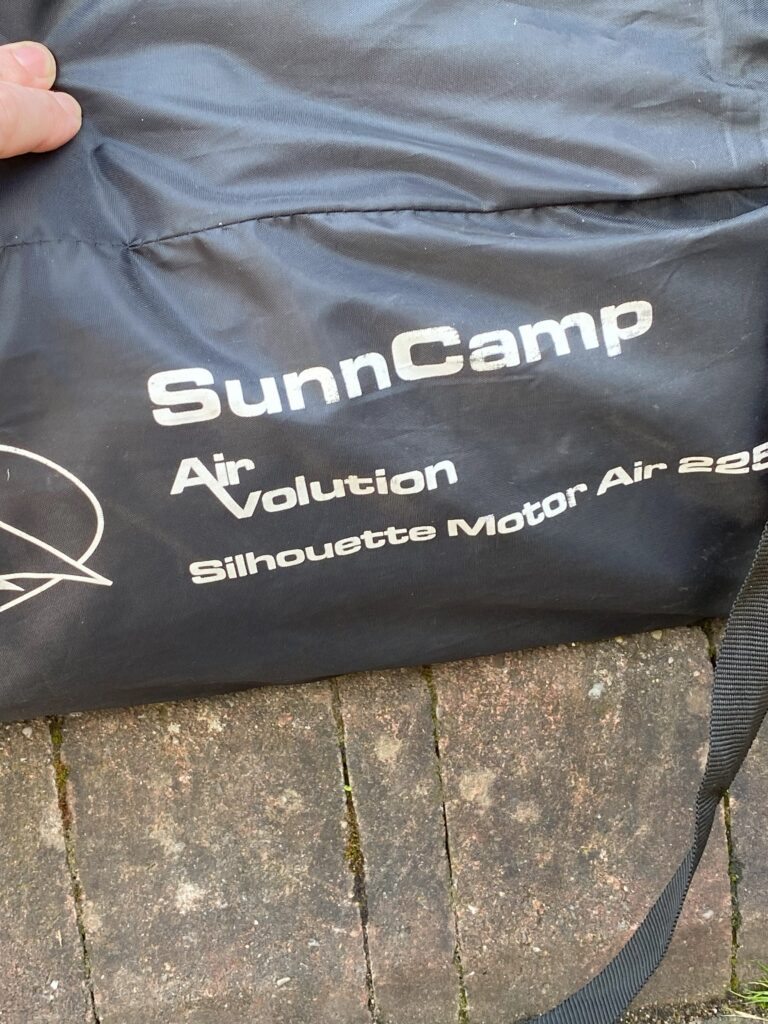 SunnCamp
Air Volution
Silhouette Motor Air 225